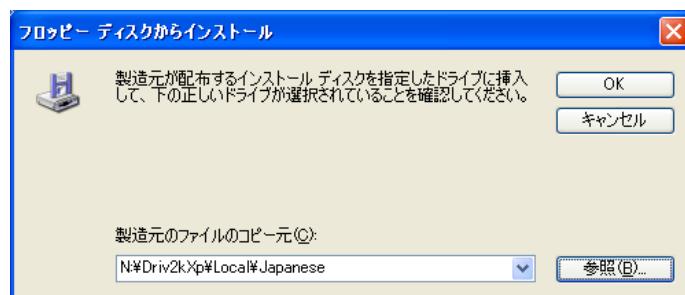 フロッピー ディスクからインストール
製造元が配布するインストール ディスクを指定したドライブに挿入
して、下の正しいドライブが選択されていることを確認してください。
OK
キャンセル
製造元のファイルのコピー元(C):
N:¥Driv2kXp¥Local¥Japanese
参照(B)...